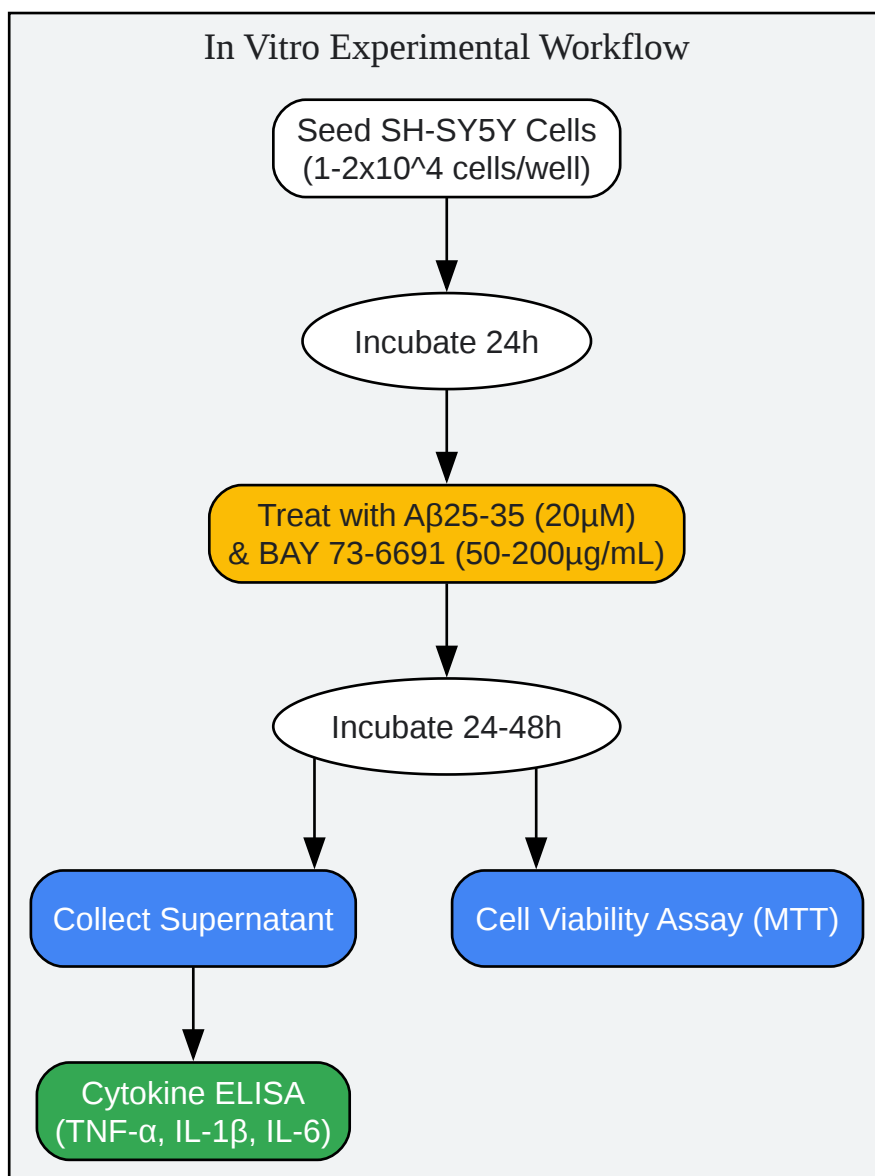 In Vitro Experimental Workflow
Seed SH-SY5Y Cells
(1-2x10^4 cells/well)
Incubate 24h
Treat with Aβ25-35 (20µM)
& BAY 73-6691 (50-200µg/mL)
Incubate 24-48h
Collect Supernatant
Cell Viability Assay (MTT)
Cytokine ELISA
(TNF-α, IL-1β, IL-6)